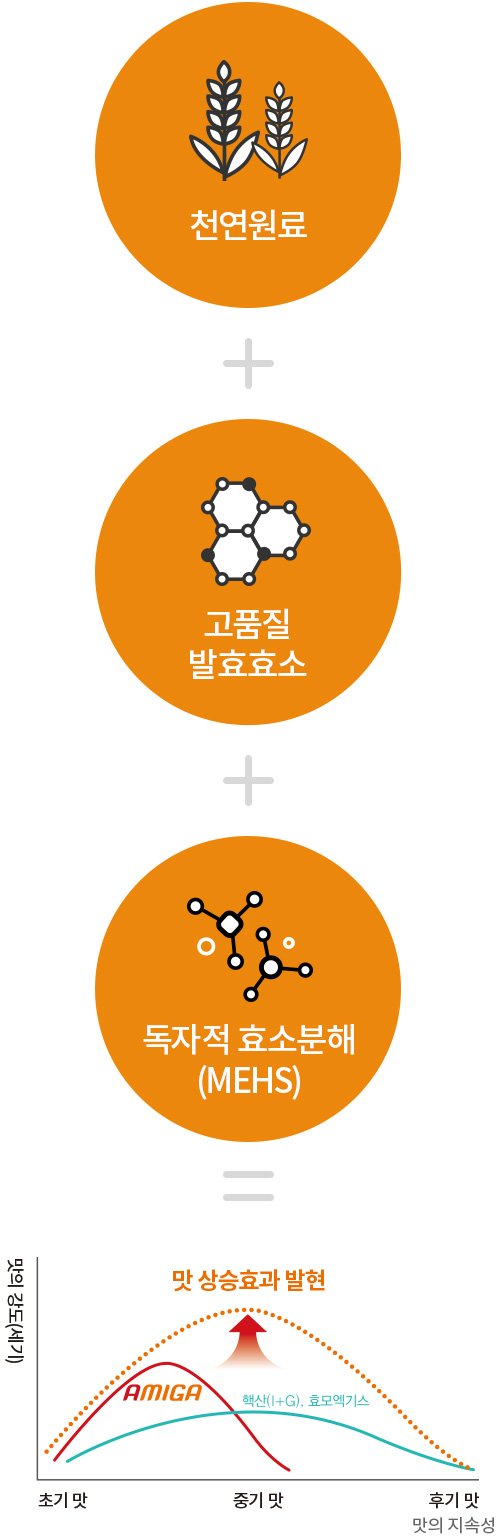 천연원료
고품질
발효효소
독자적 효소분해
(MEHS)
맛의 강도(세기)
맛 상승효과 발현
AMIGA
핵산(I+G), 효모엑기스
초기 맛
중기 맛
후기 맛
맛의 지속성